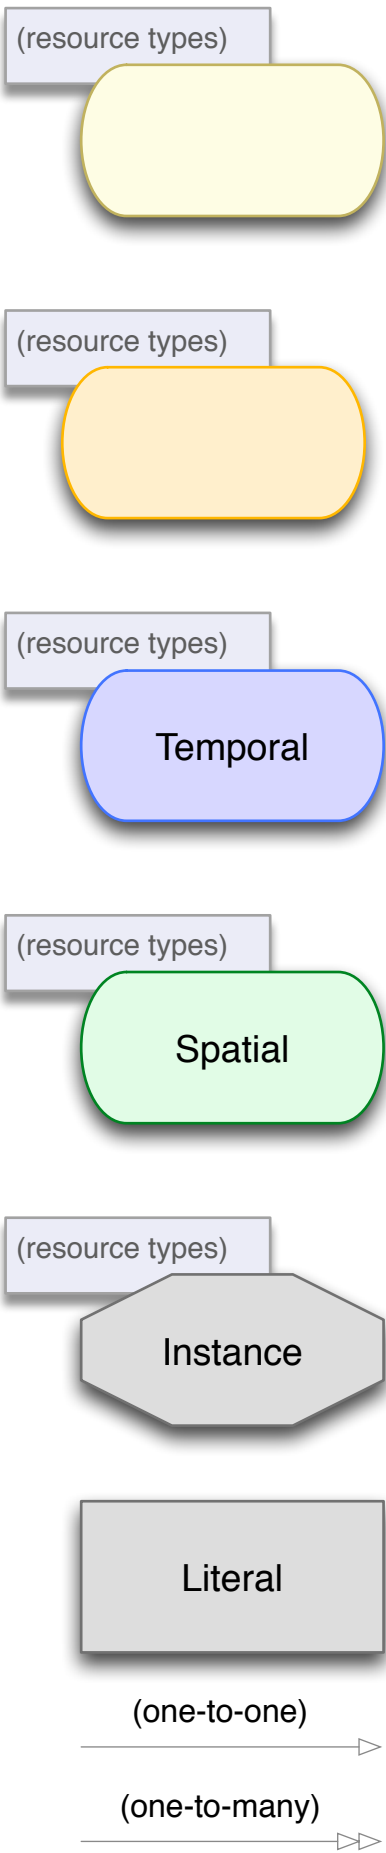 (resource types)
(resource types)
(resource types)
Temporal
(resource types)
Spatial
(resource types)
Instance
Literal
(one-to-one)
(one-to-many)